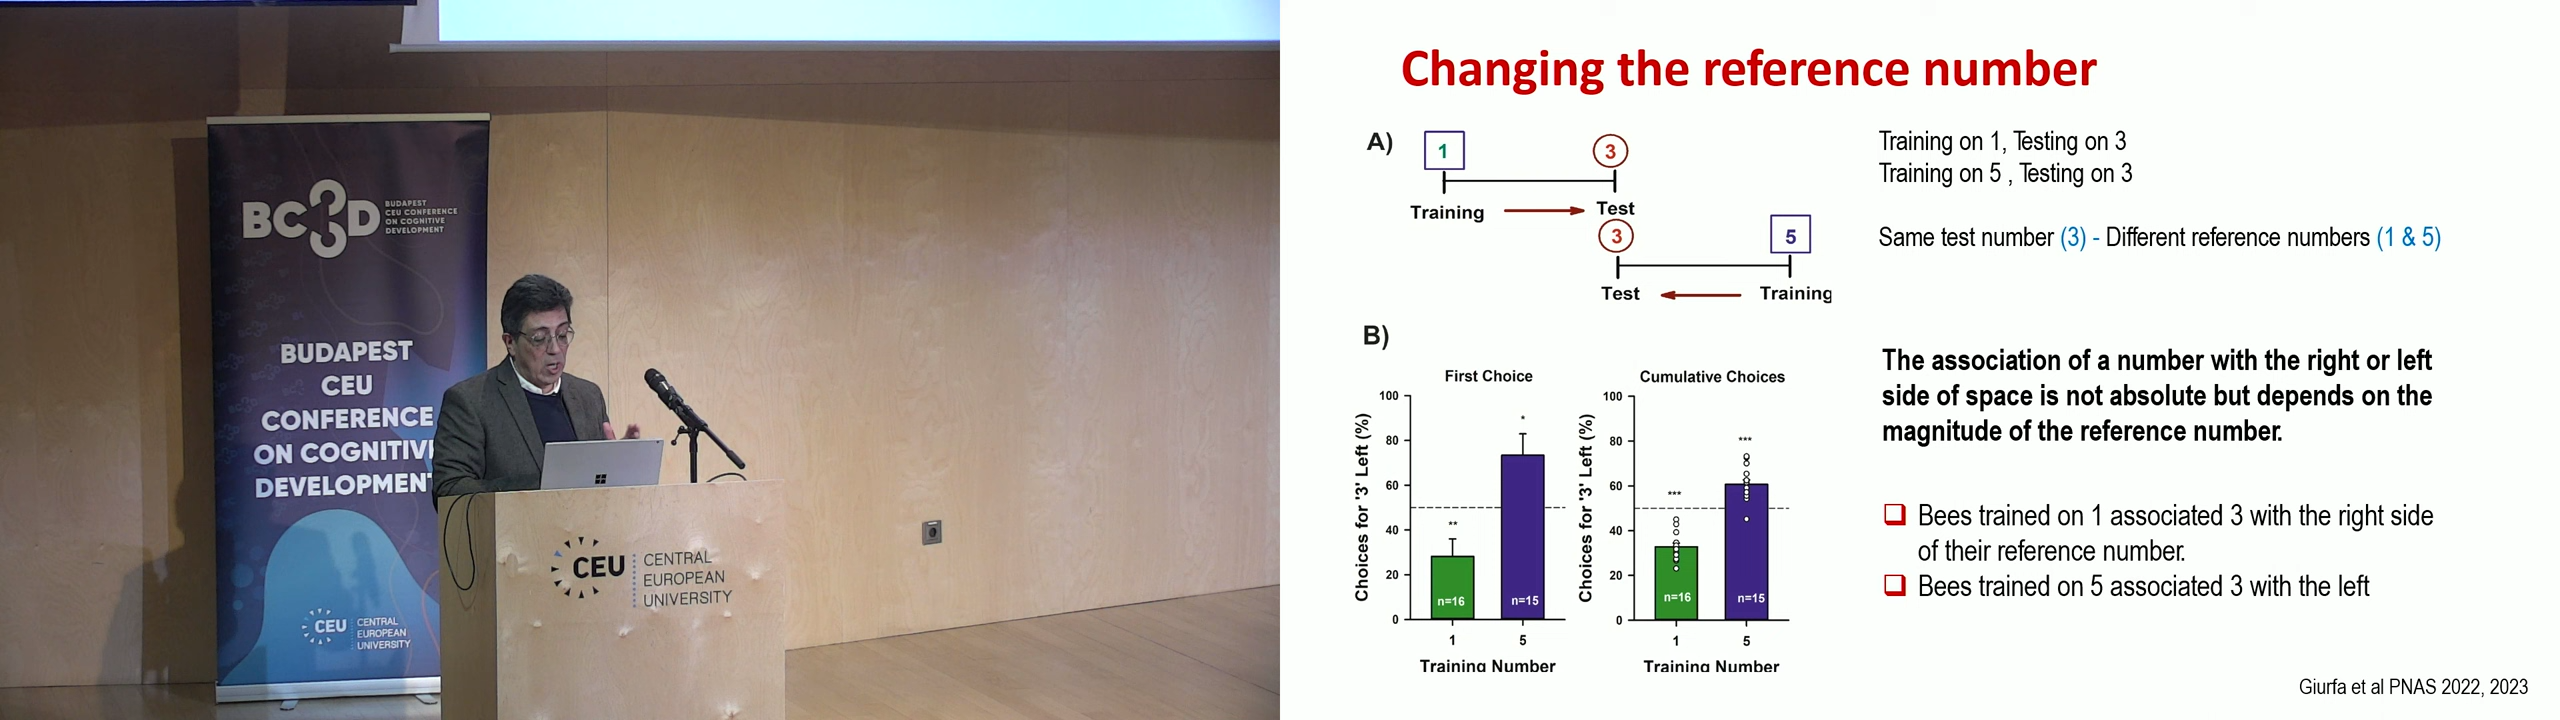 BC3D
BUDAPEST
CEU CONFERENCE
ON COGNITIVE
DEVELOPMENT
BUDAPEST
CEU
CONFERENCE
ON COGNITIV
DEVELOPMEN
CEU
CENTRAL
EUROPEAN
UNIVERSITY
CEU
CENTRAL
EUROPEAN
UNIVERSITY
Changing the reference number
A)
1
3
Training
Test
3
5
Test
Training
Training on 1, Testing on 3
Training on 5 , Testing on 3
Same test number (3) - Different reference numbers (1 & 5)
B)
First Choice
Choices for '3' Left (%)
100
80
60
40
20
0
**
*
n=16
n=15
1
5
Training Number
Cumulative Choices
Choices for '3' Left (%)
100
80
60
40
20
0
***
***
n=16
n=15
1
5
Training Number
The association of a number with the right or left
side of space is not absolute but depends on the
magnitude of the reference number.
Bees trained on 1 associated 3 with the right side
of their reference number.
Bees trained on 5 associated 3 with the left
Giurfa et al PNAS 2022, 2023